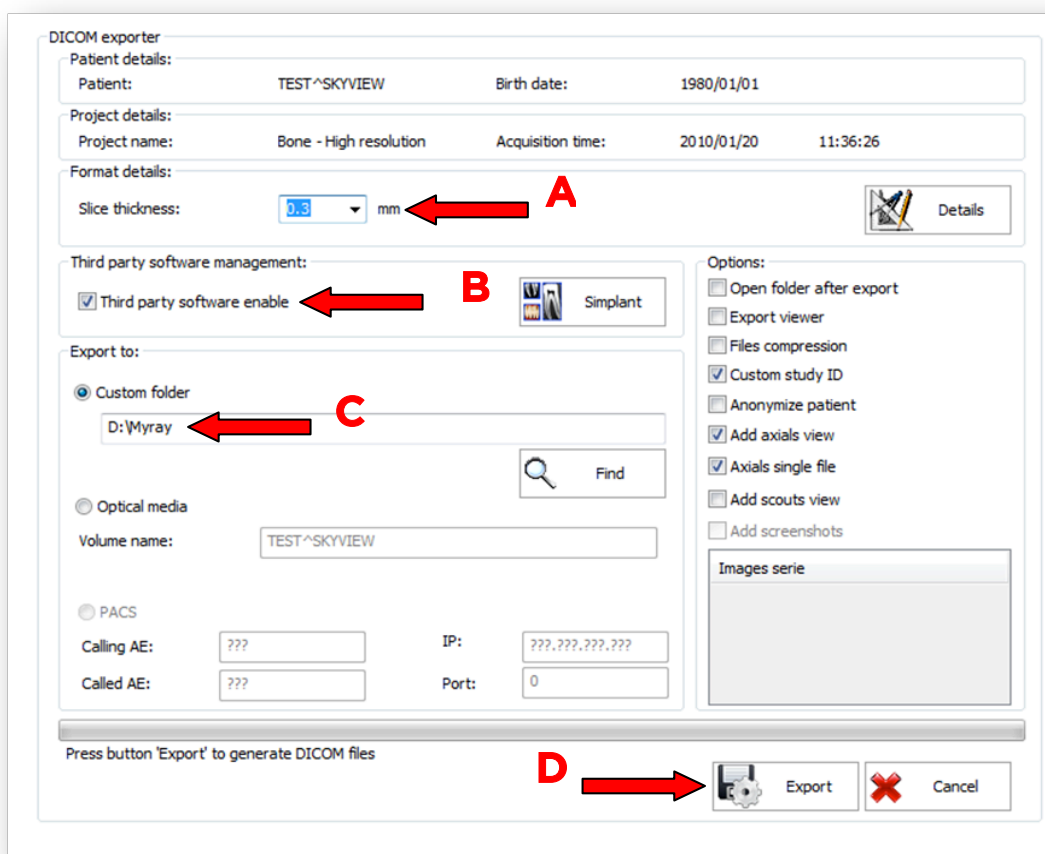 DICOM exporter
Patient details:
Patient: TEST^SKYVIEW Birth date: 1980/01/01
Project details:
Project name: Bone - High resolution Acquisition time: 2010/01/20 11:36:26
Format details:
A
Slice thickness: 0.3 mm Details
Third party software management:
Third party software enable
B
Simplant
Export to:
Custom folder
D:\Myray
C
Find
Optical media
Volume name: TEST^SKYVIEW
PACS
Calling AE: ??? IP: ???.???.???.???
Called AE: ??? Port: 0
Options:
Open folder after export
Export viewer
Files compression
Custom study ID
Anonymize patient
Add axials view
Axials single file
Add scouts view
Add screenshots
Images serie
Press button 'Export' to generate DICOM files
D
Export Cancel